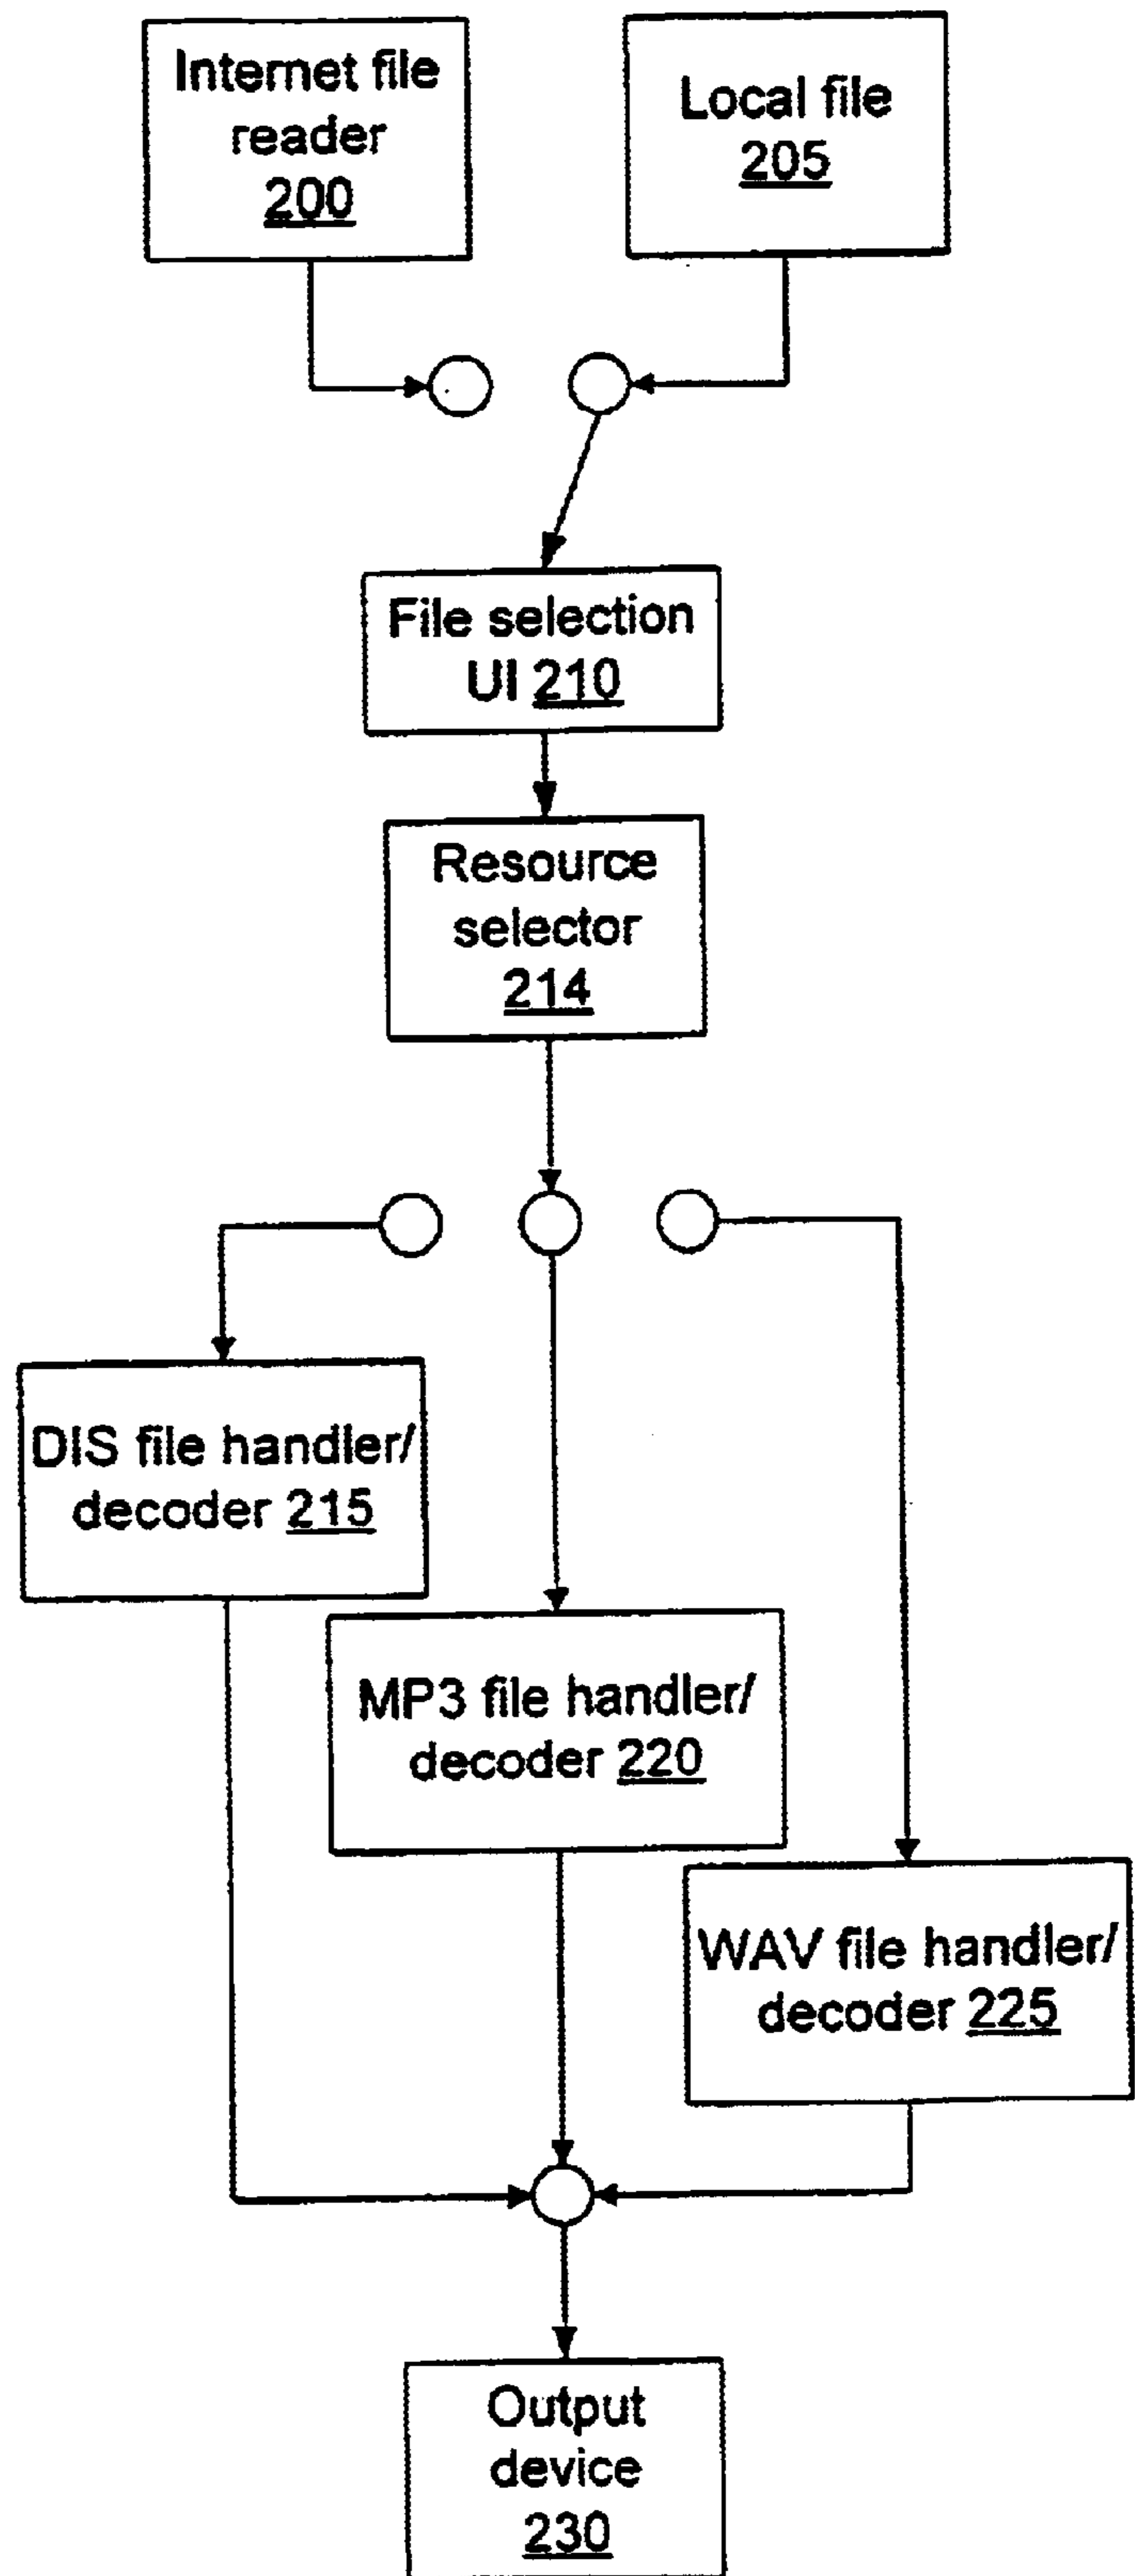 Internet file
reader
200
Local file
205
File selection
UI 210
Resource
selector
214
DIS file handler/
decoder 215
MP3 file handler/
decoder 220
WAV file handler/
decoder 225
Output
device
230